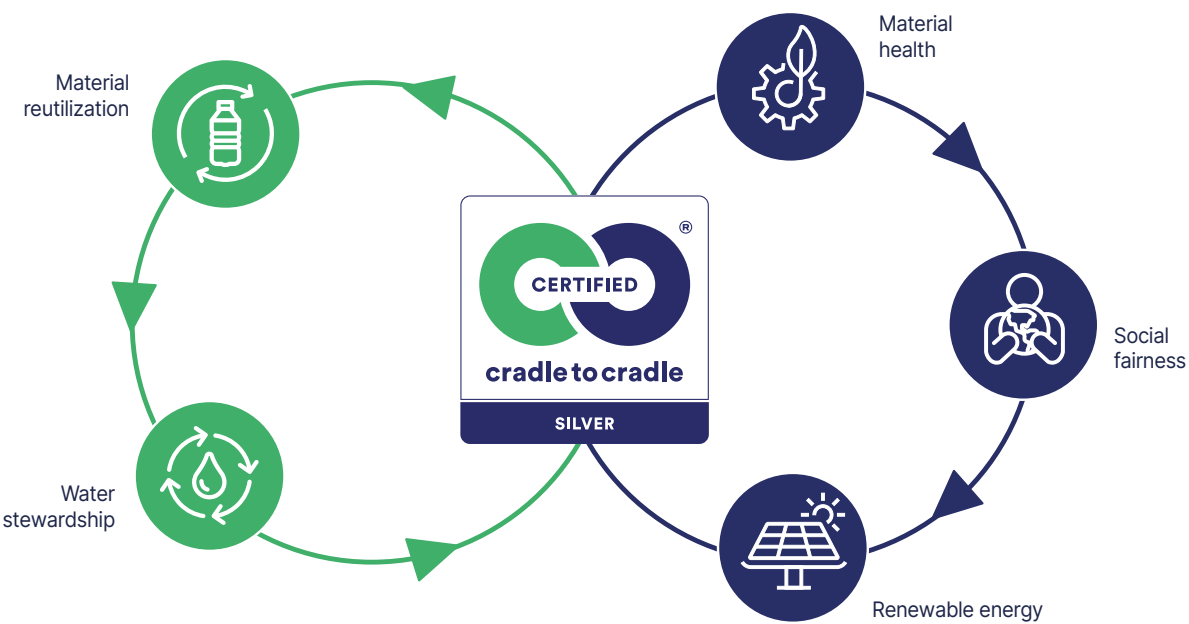 Material
health
Material
reutilization
®
CERTIFIED
cradle to cradle
SILVER
Social
fairness
Water
stewardship
Renewable energy